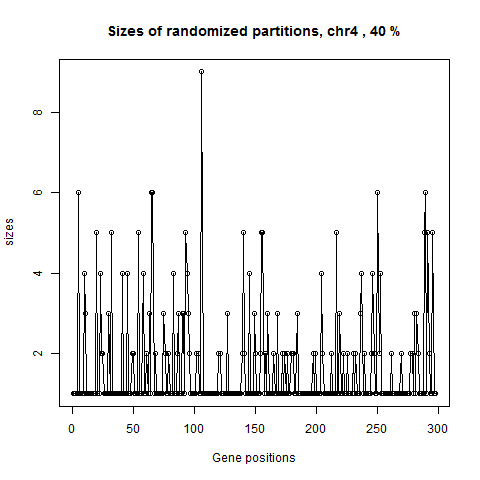 Sizes of randomized partitions, chr4 , 40 %
sizes
8
6
4
2
0 50 100 150 200 250 300
Gene positions